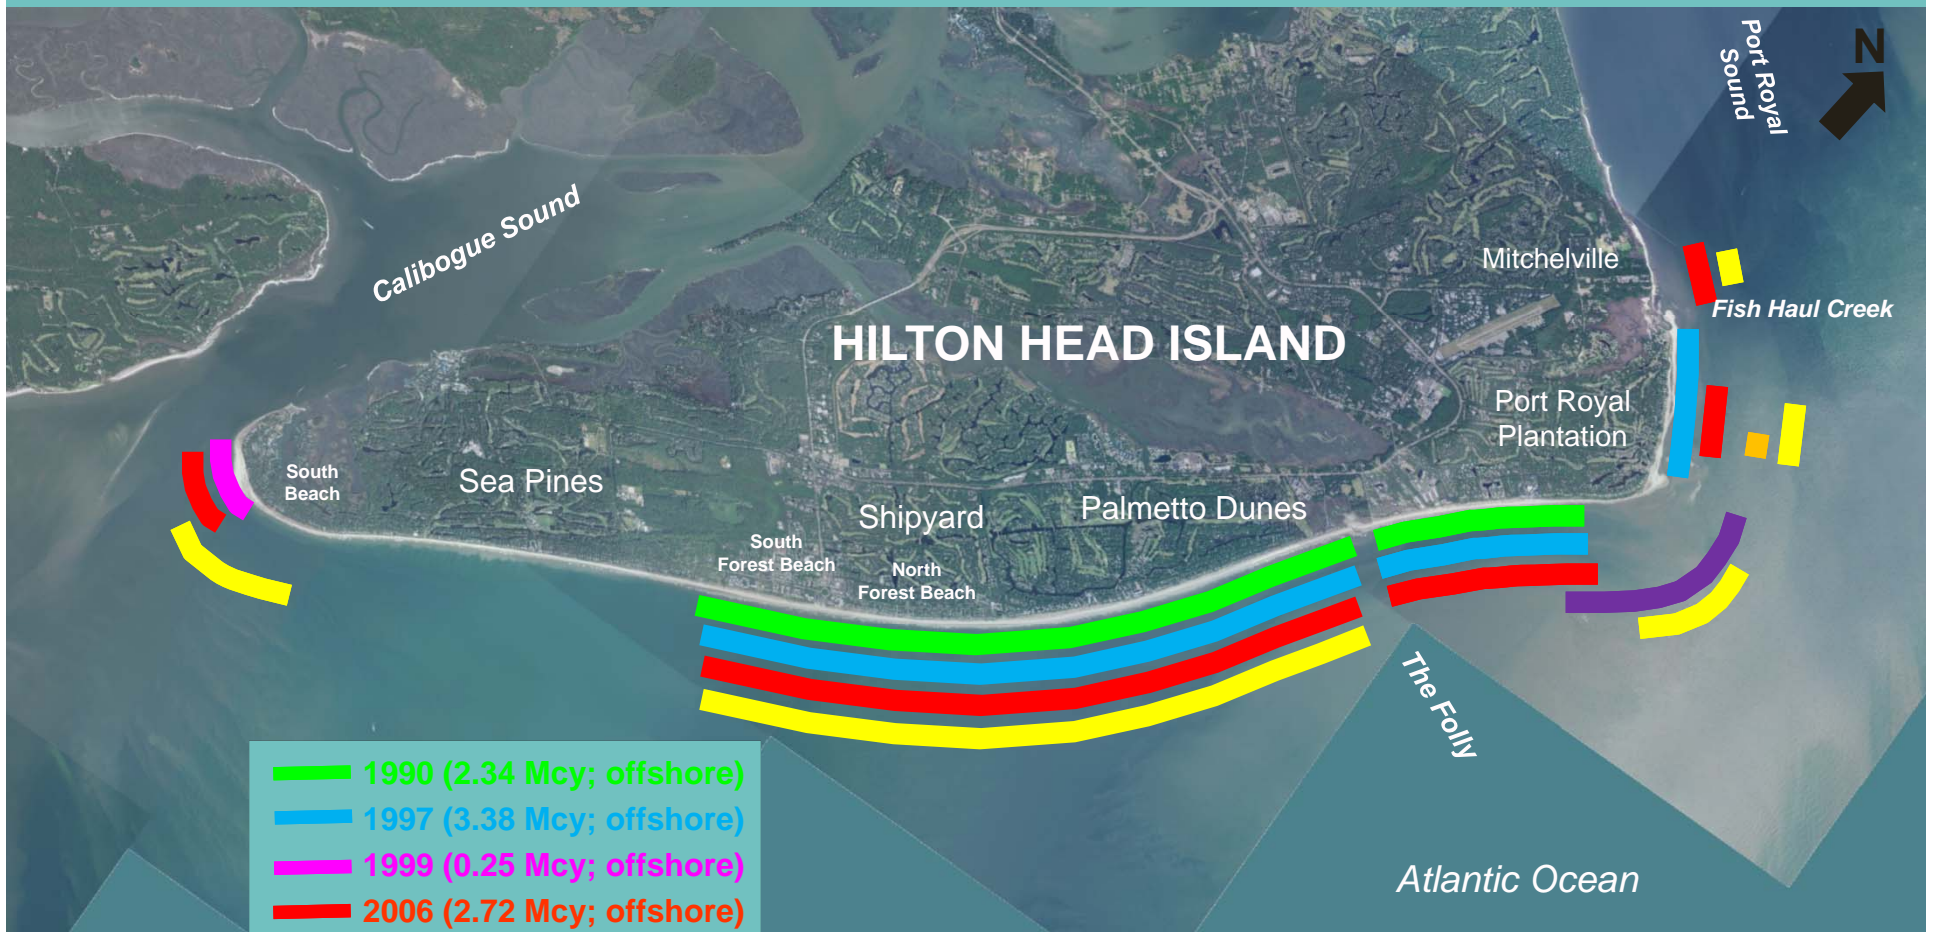 Port Royal
Sound
N
Calibogue Sound
Mitchelville
Fish Haul Creek
HILTON HEAD ISLAND
Port Royal
Plantation
South
Beach
Sea Pines
Shipyard
Palmetto Dunes
South
Forest Beach
North
Forest Beach
The Folly
1990 (2.34 Mcy; offshore)
1997 (3.38 Mcy; offshore)
1999 (0.25 Mcy; offshore)
2006 (2.72 Mcy; offshore)
Atlantic Ocean